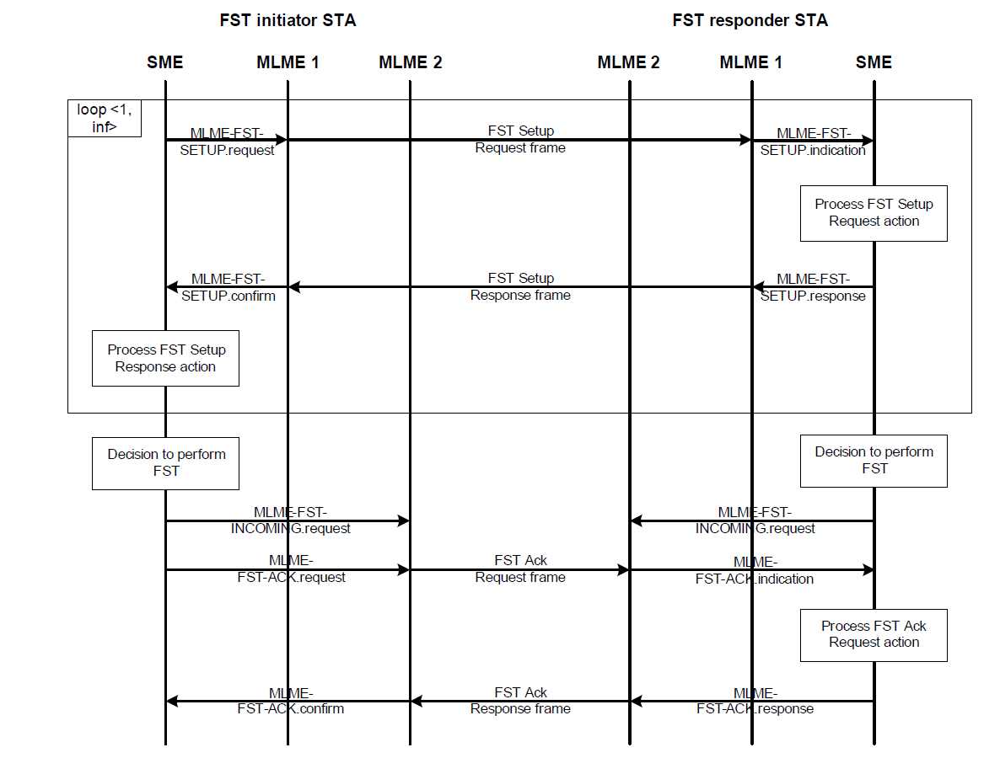 FST initiator STA
FST responder STA
SME
MLME 1
MLME 2
MLME 2
MLME 1
SME
loop <1,
inf>
MLME-FST-
SETUP.request
FST Setup
Request frame
MLME-FST-
SETUP.indication
Process FST Setup
Request action
MLME-FST-
SETUP.confirm
FST Setup
Response frame
MLME-FST-
SETUP.response
Process FST Setup
Response action
Decision to perform
FST
Decision to perform
FST
MLME-FST-
INCOMING.request
MLME-FST-
INCOMING.request
MLME-
FST-ACK.request
FST Ack
Request frame
MLME-
FST-ACK.indication
Process FST Ack
Request action
MLME-
FST-ACK.confirm
FST Ack
Response frame
MLME-
FST-ACK.response